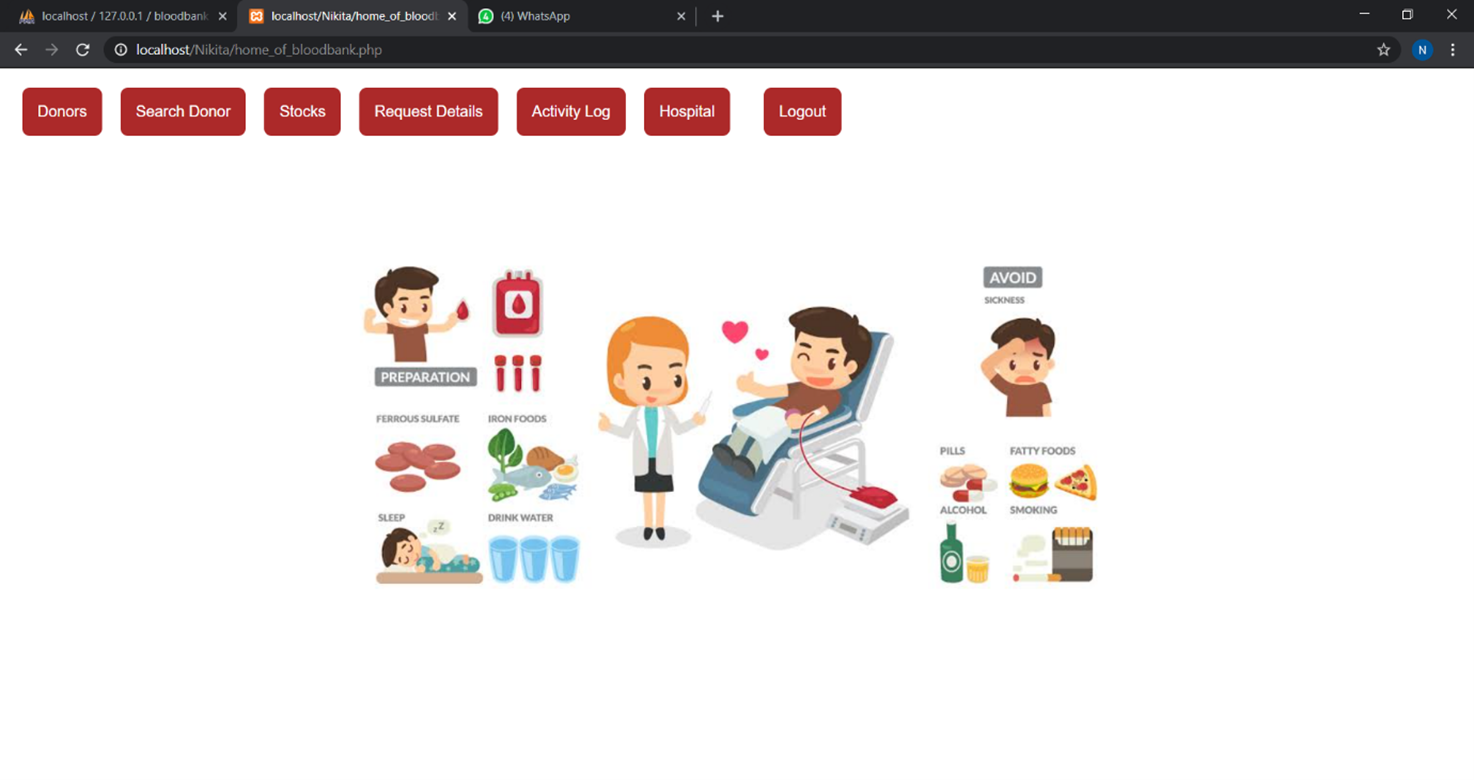 localhost / 127.0.0.1 / bloodbank
localhost/Nikita/home_of_bloodb
4 (4) WhatsApp
localhost/Nikita/home_of_bloodbank.php
N
Donors
Search Donor
Stocks
Request Details
Activity Log
Hospital
Logout
PREPARATION
FERROUS SULFATE
IRON FOODS
SLEEP
zZ
DRINK WATER
AVOID
SICKNESS
PILLS
FATTY FOODS
ALCOHOL
SMOKING